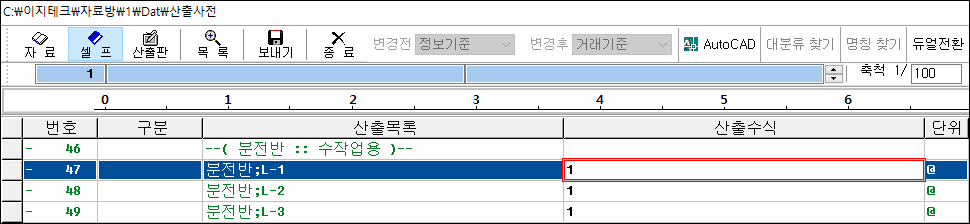 C:₩이지테크₩자료방₩1₩Dat₩산출사전
자 료 셀 프 산출판 목 록 보내기 종 료 변경전 정보기준 변경후 거래기준 AutoCAD 대분류 찾기 명칭 찾기 듀얼전환
1 축척 1/ 100
0 1 2 3 4 5 6
번호 구분 산출목록 산출수식 단위
- 46 --( 분전반 :: 수작업용 )--
- 47 분전반;L-1 1 @
- 48 분전반;L-2 1 @
- 49 분전반;L-3 1 @